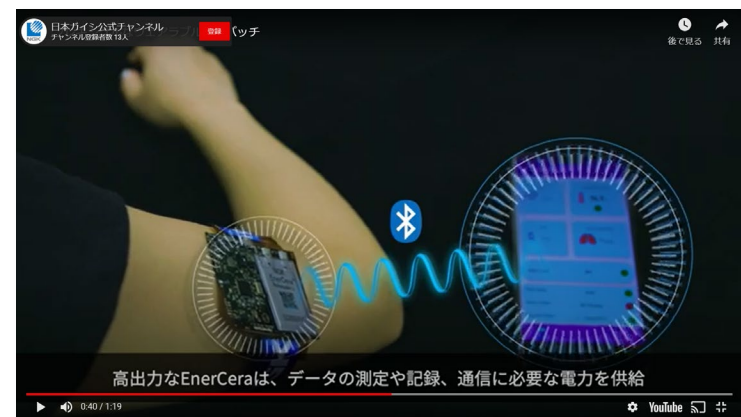 日本ガイシ公式チャンネル
チャンネル登録者数 13人
登録
パッチ
後で見る
共有
NGK
EnerCera
高出力なEnerCeraは、データの測定や記録、通信に必要な電力を供給
0:40 / 1:19
YouTube